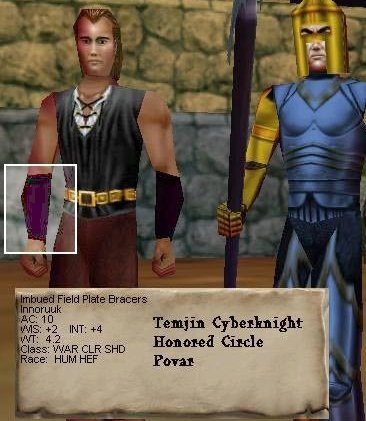 Imbued Field Plate Bracers
Innoruuk
AC: 10
WIS: +2 INT: +4
WT: 4.2
Class: WAR CLR SHD
Race: HUM HEF
Temjin Cyberknight
Honored Circle
Povar